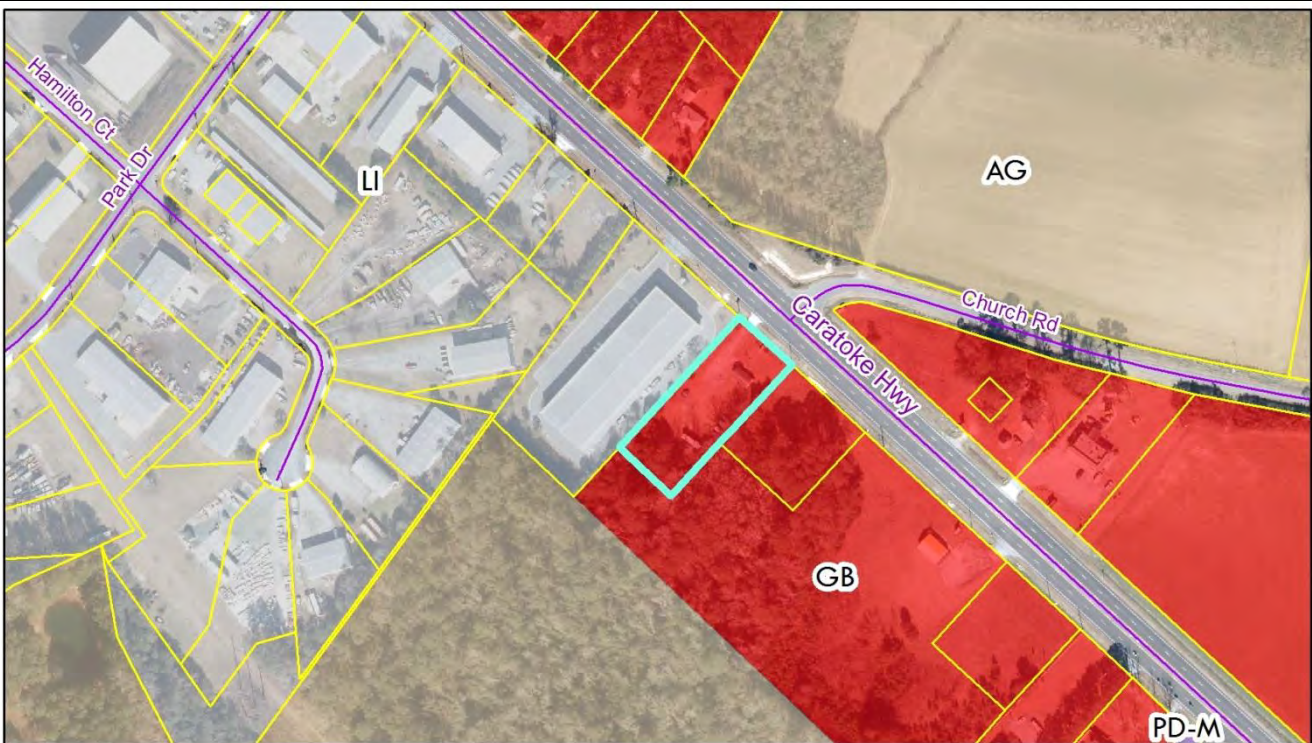 Hamilton Ct
Park Dr
LI
AG
Church Rd
Caratoke Hwy
GB
PD-M